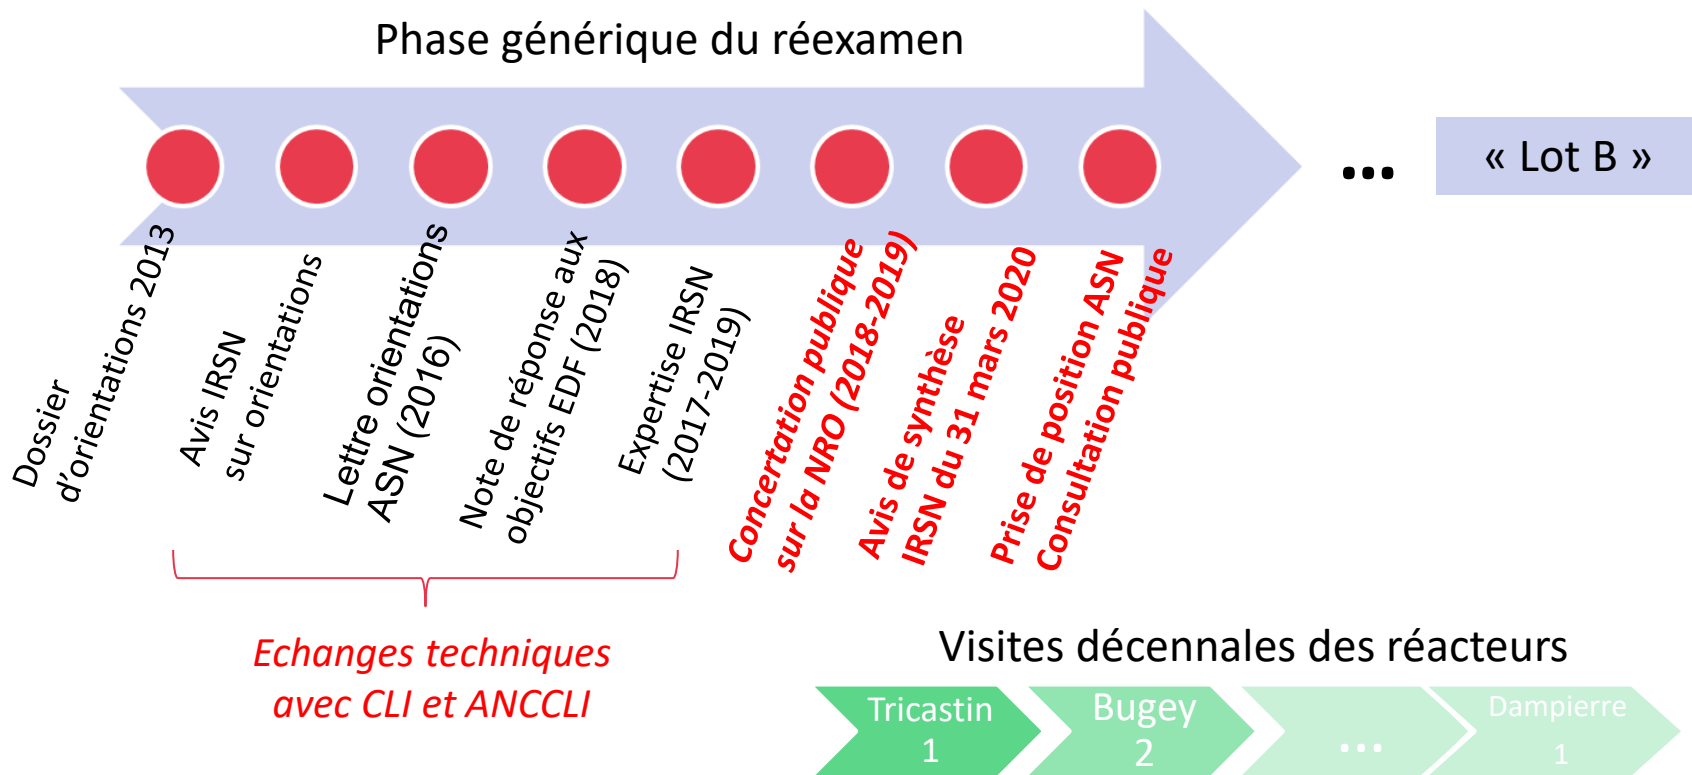 Phase générique du réexamen
...
« Lot B »
Dossier
d’orientations 2013
Avis IRSN
sur orientations
Lettre orientations
ASN (2016)
Note de réponse aux
objectifs EDF (2018)
Expertise IRSN
(2017-2019)
Concertation publique
sur la NRO (2018-2019)
Avis de synthèse
IRSN du 31 mars 2020
Prise de position ASN
Consultation publique
Echanges techniques
avec CLI et ANCCLI
Visites décennales des réacteurs
Tricastin
1
Bugey
2
...
Dampierre
1